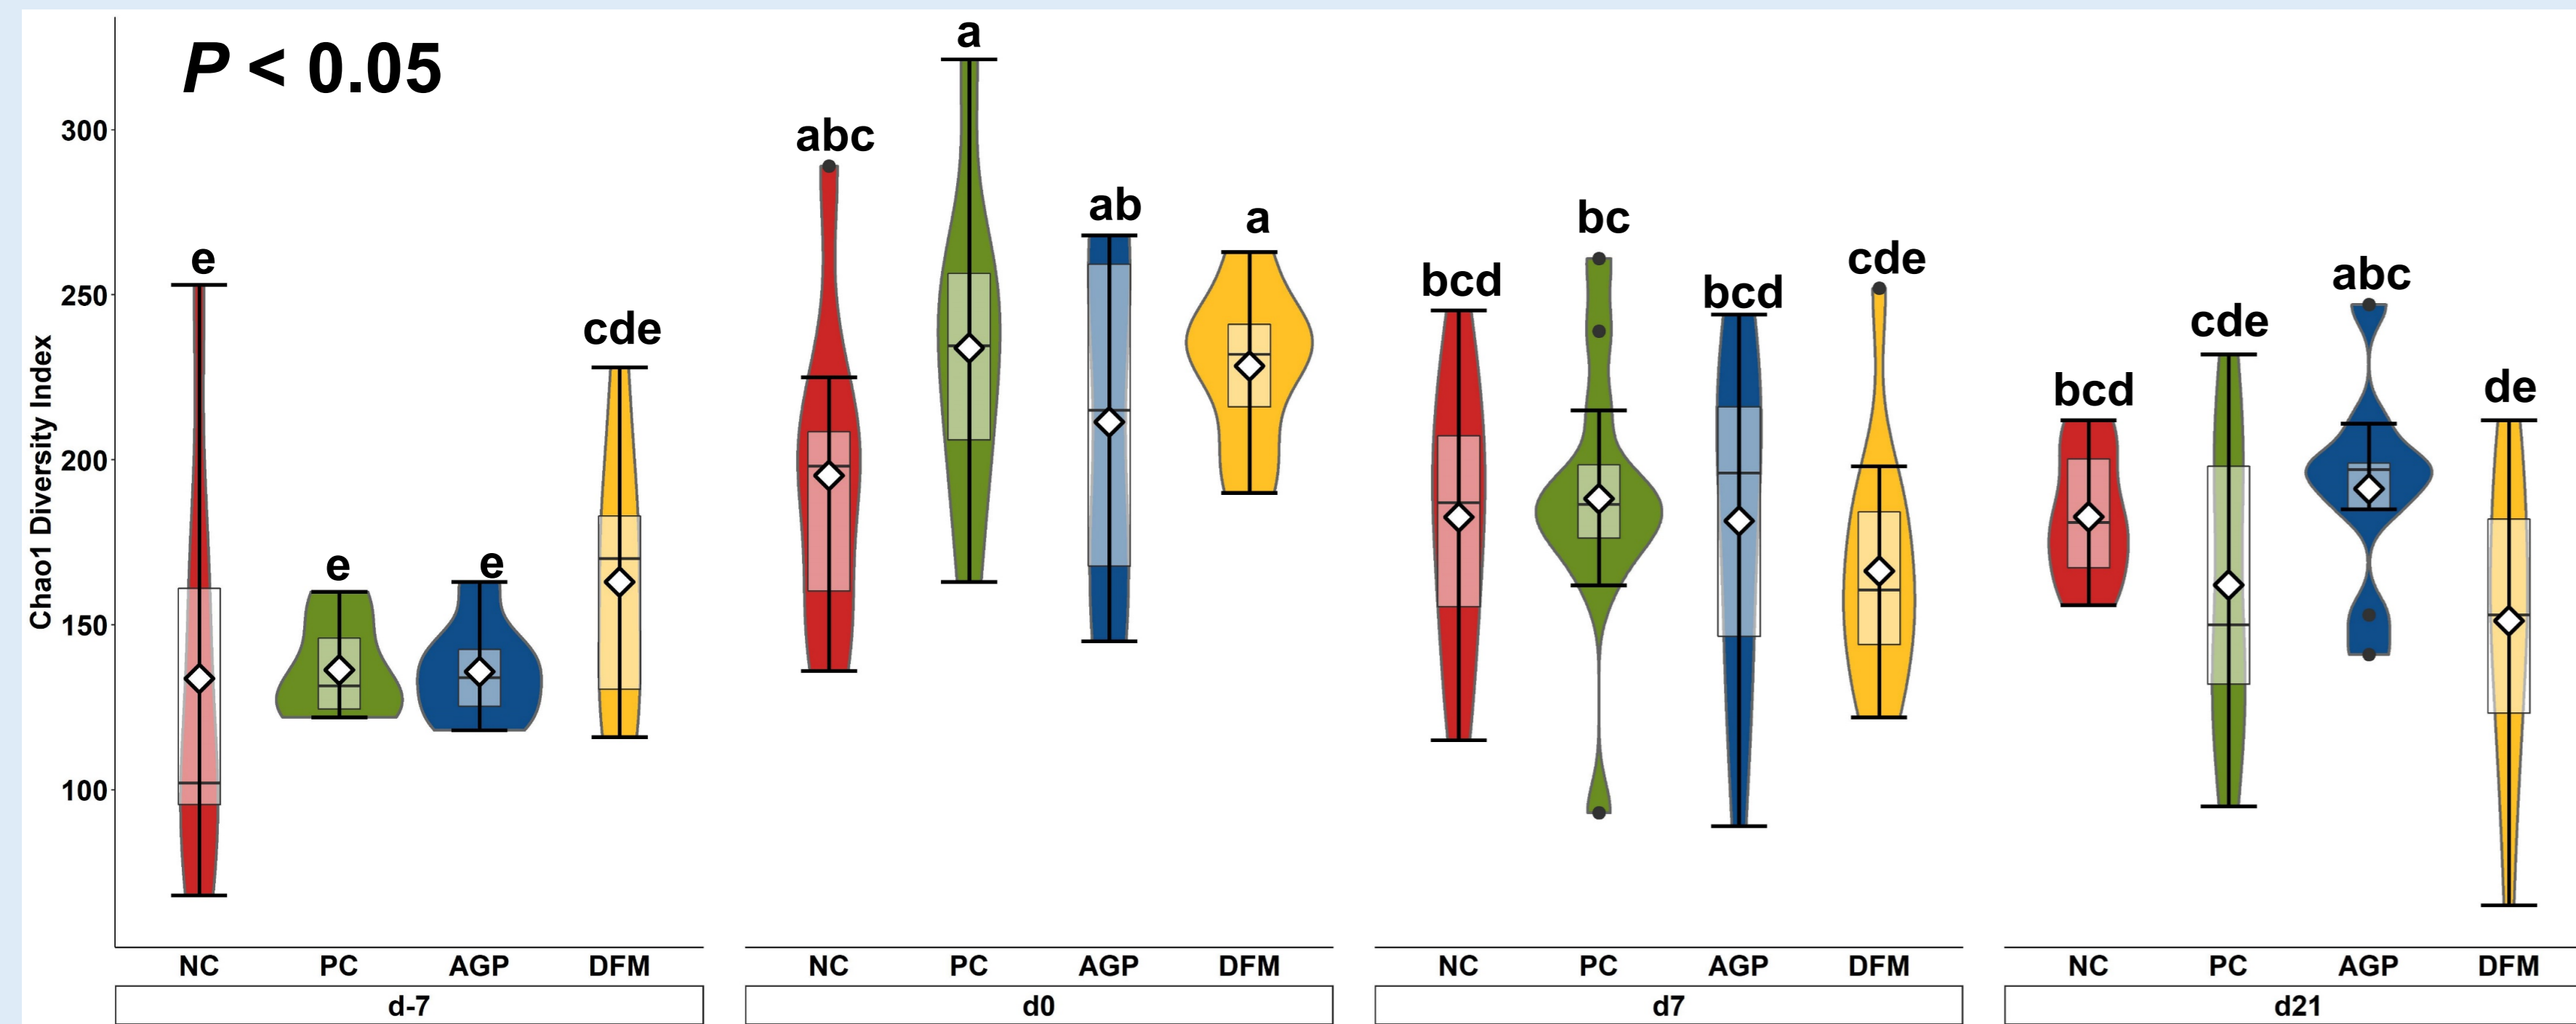 P < 0.05
Chao1 Diversity Index
300
250
200
150
100
e
e
e
cde
abc
a
ab
a
bcd
bc
bcd
cde
bcd
cde
abc
de
NC PC AGP DFM NC PC AGP DFM NC PC AGP DFM NC PC AGP DFM
d-7 d0 d7 d21